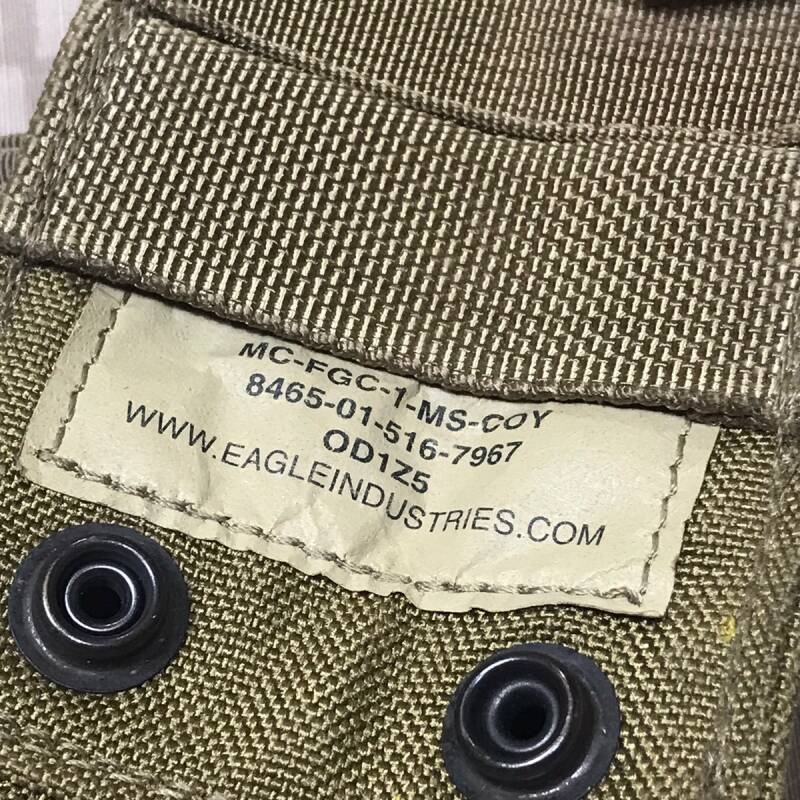 MC-FGC-1-MS-COY
8465-01-516-7967
OD1Z5
WWW.EAGLEINDUSTRIES.COM